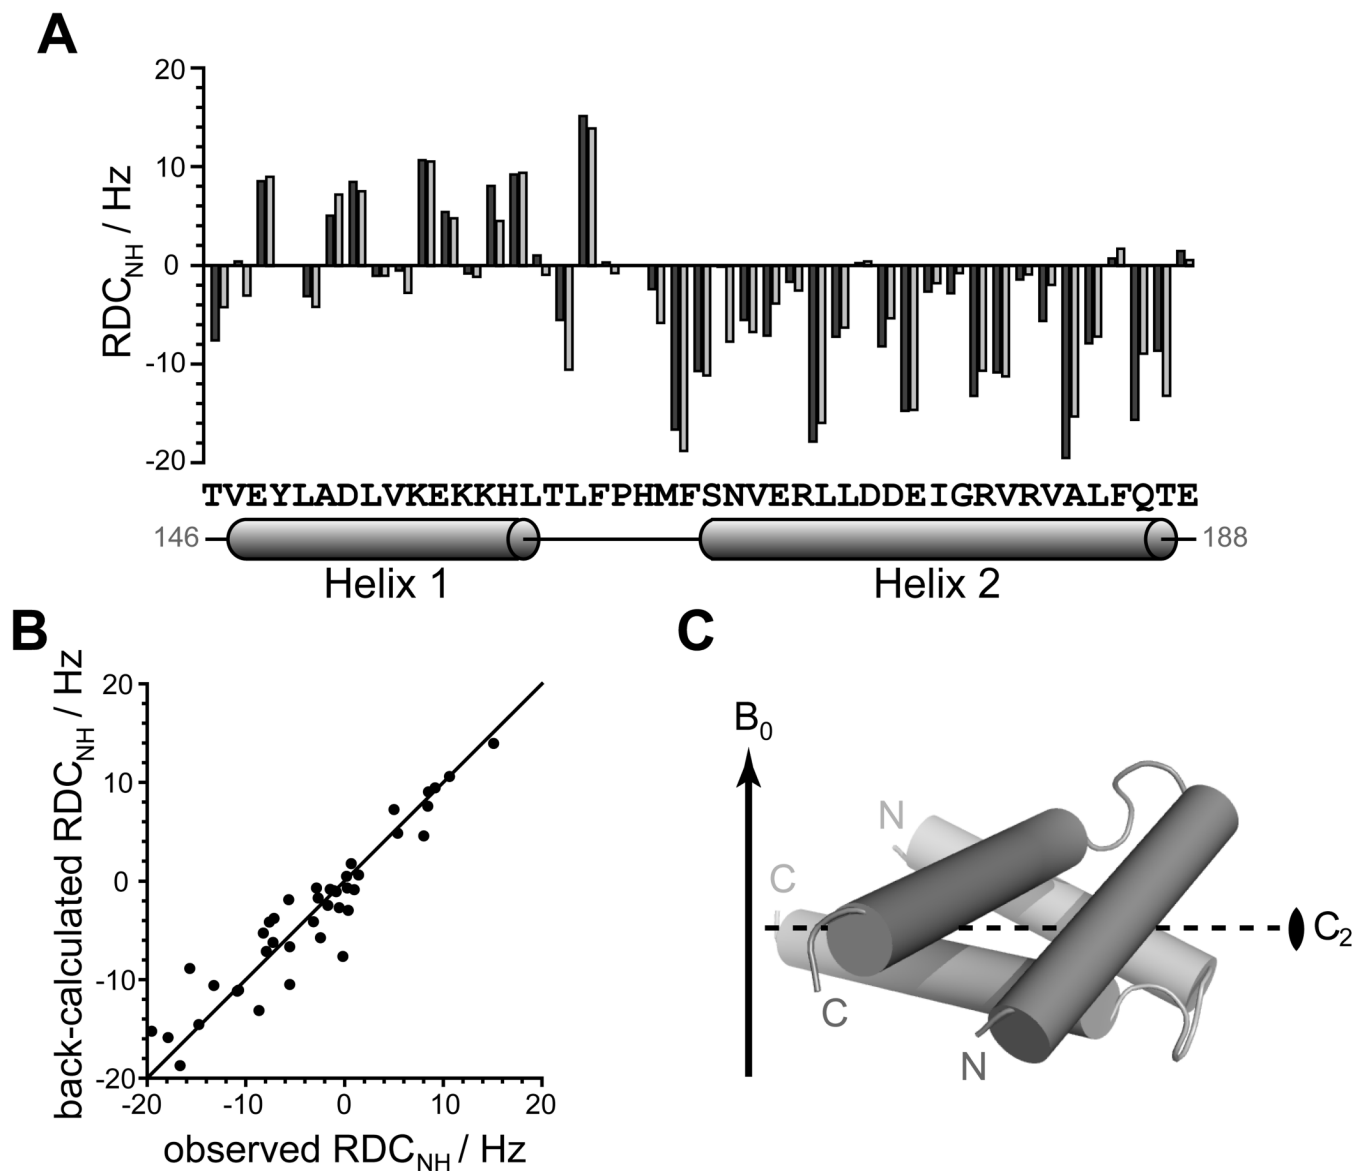 A
20
10
0
-10
-20
RDCNH / Hz
TVEYLADLVKEKKHLTLFPHMFSNVERLLDDEIGRVRVALFQTE
146
188
Helix 1
Helix 2
B
20
10
0
-10
-20
back-calculated RDCNH / Hz
-20
-10
0
10
20
observed RDCNH / Hz
C
B0
N
C
C
N
C2